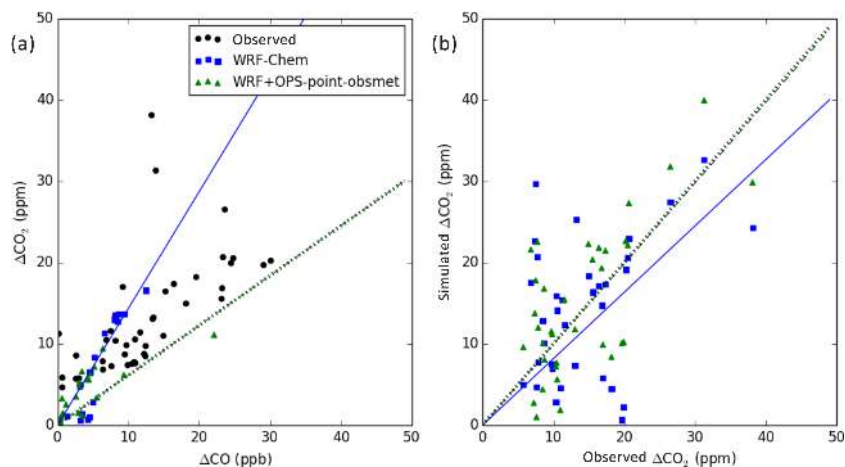 (a)
ΔCO₂ (ppm)
50
40
30
20
10
0
0 10 20 30 40 50
ΔCO (ppb)
Observed
WRF-Chem
WRF+OPS-point-obsmet
(b)
Simulated ΔCO₂ (ppm)
50
40
30
20
10
0
0 10 20 30 40 50
Observed ΔCO₂ (ppm)